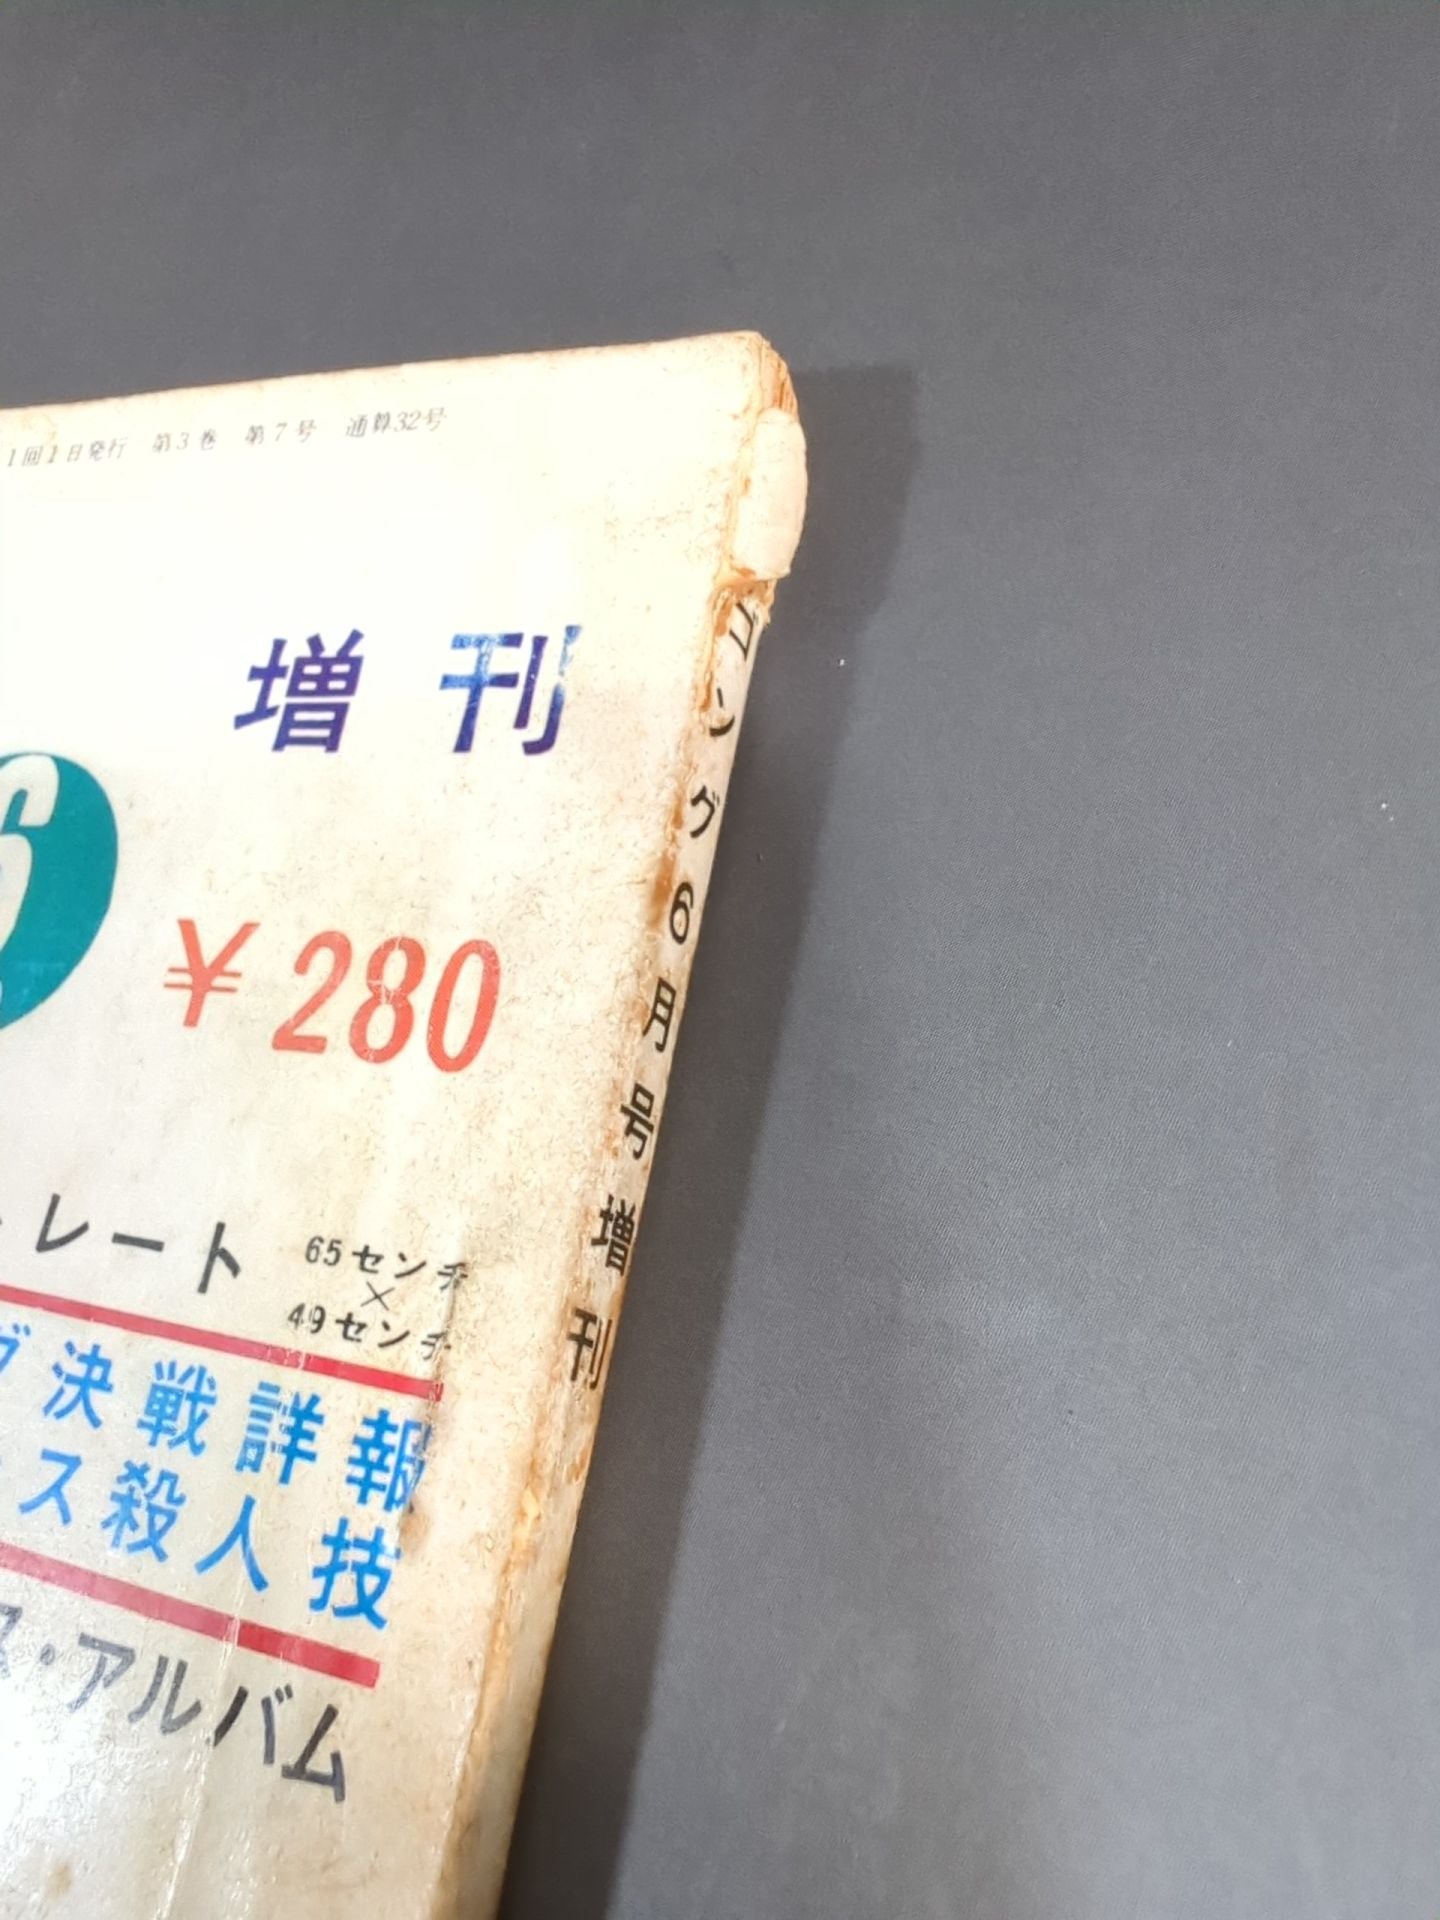 1回1日発行 第3巻 第7号 通算32号
増刊
6
¥280
レート
65センチ
×
49センチ
グ決戦詳報
ス殺人技
ス・アルバム
ゴング6月号増刊